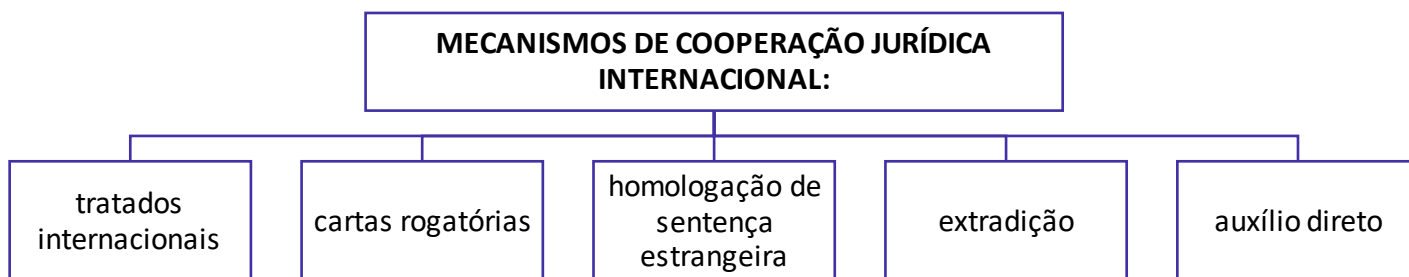 MECANISMOS DE COOPERAÇÃO JURÍDICA
INTERNACIONAL:
tratados
internacionais
cartas rogatórias
homologação de
sentença
estrangeira
extradição
auxílio direto